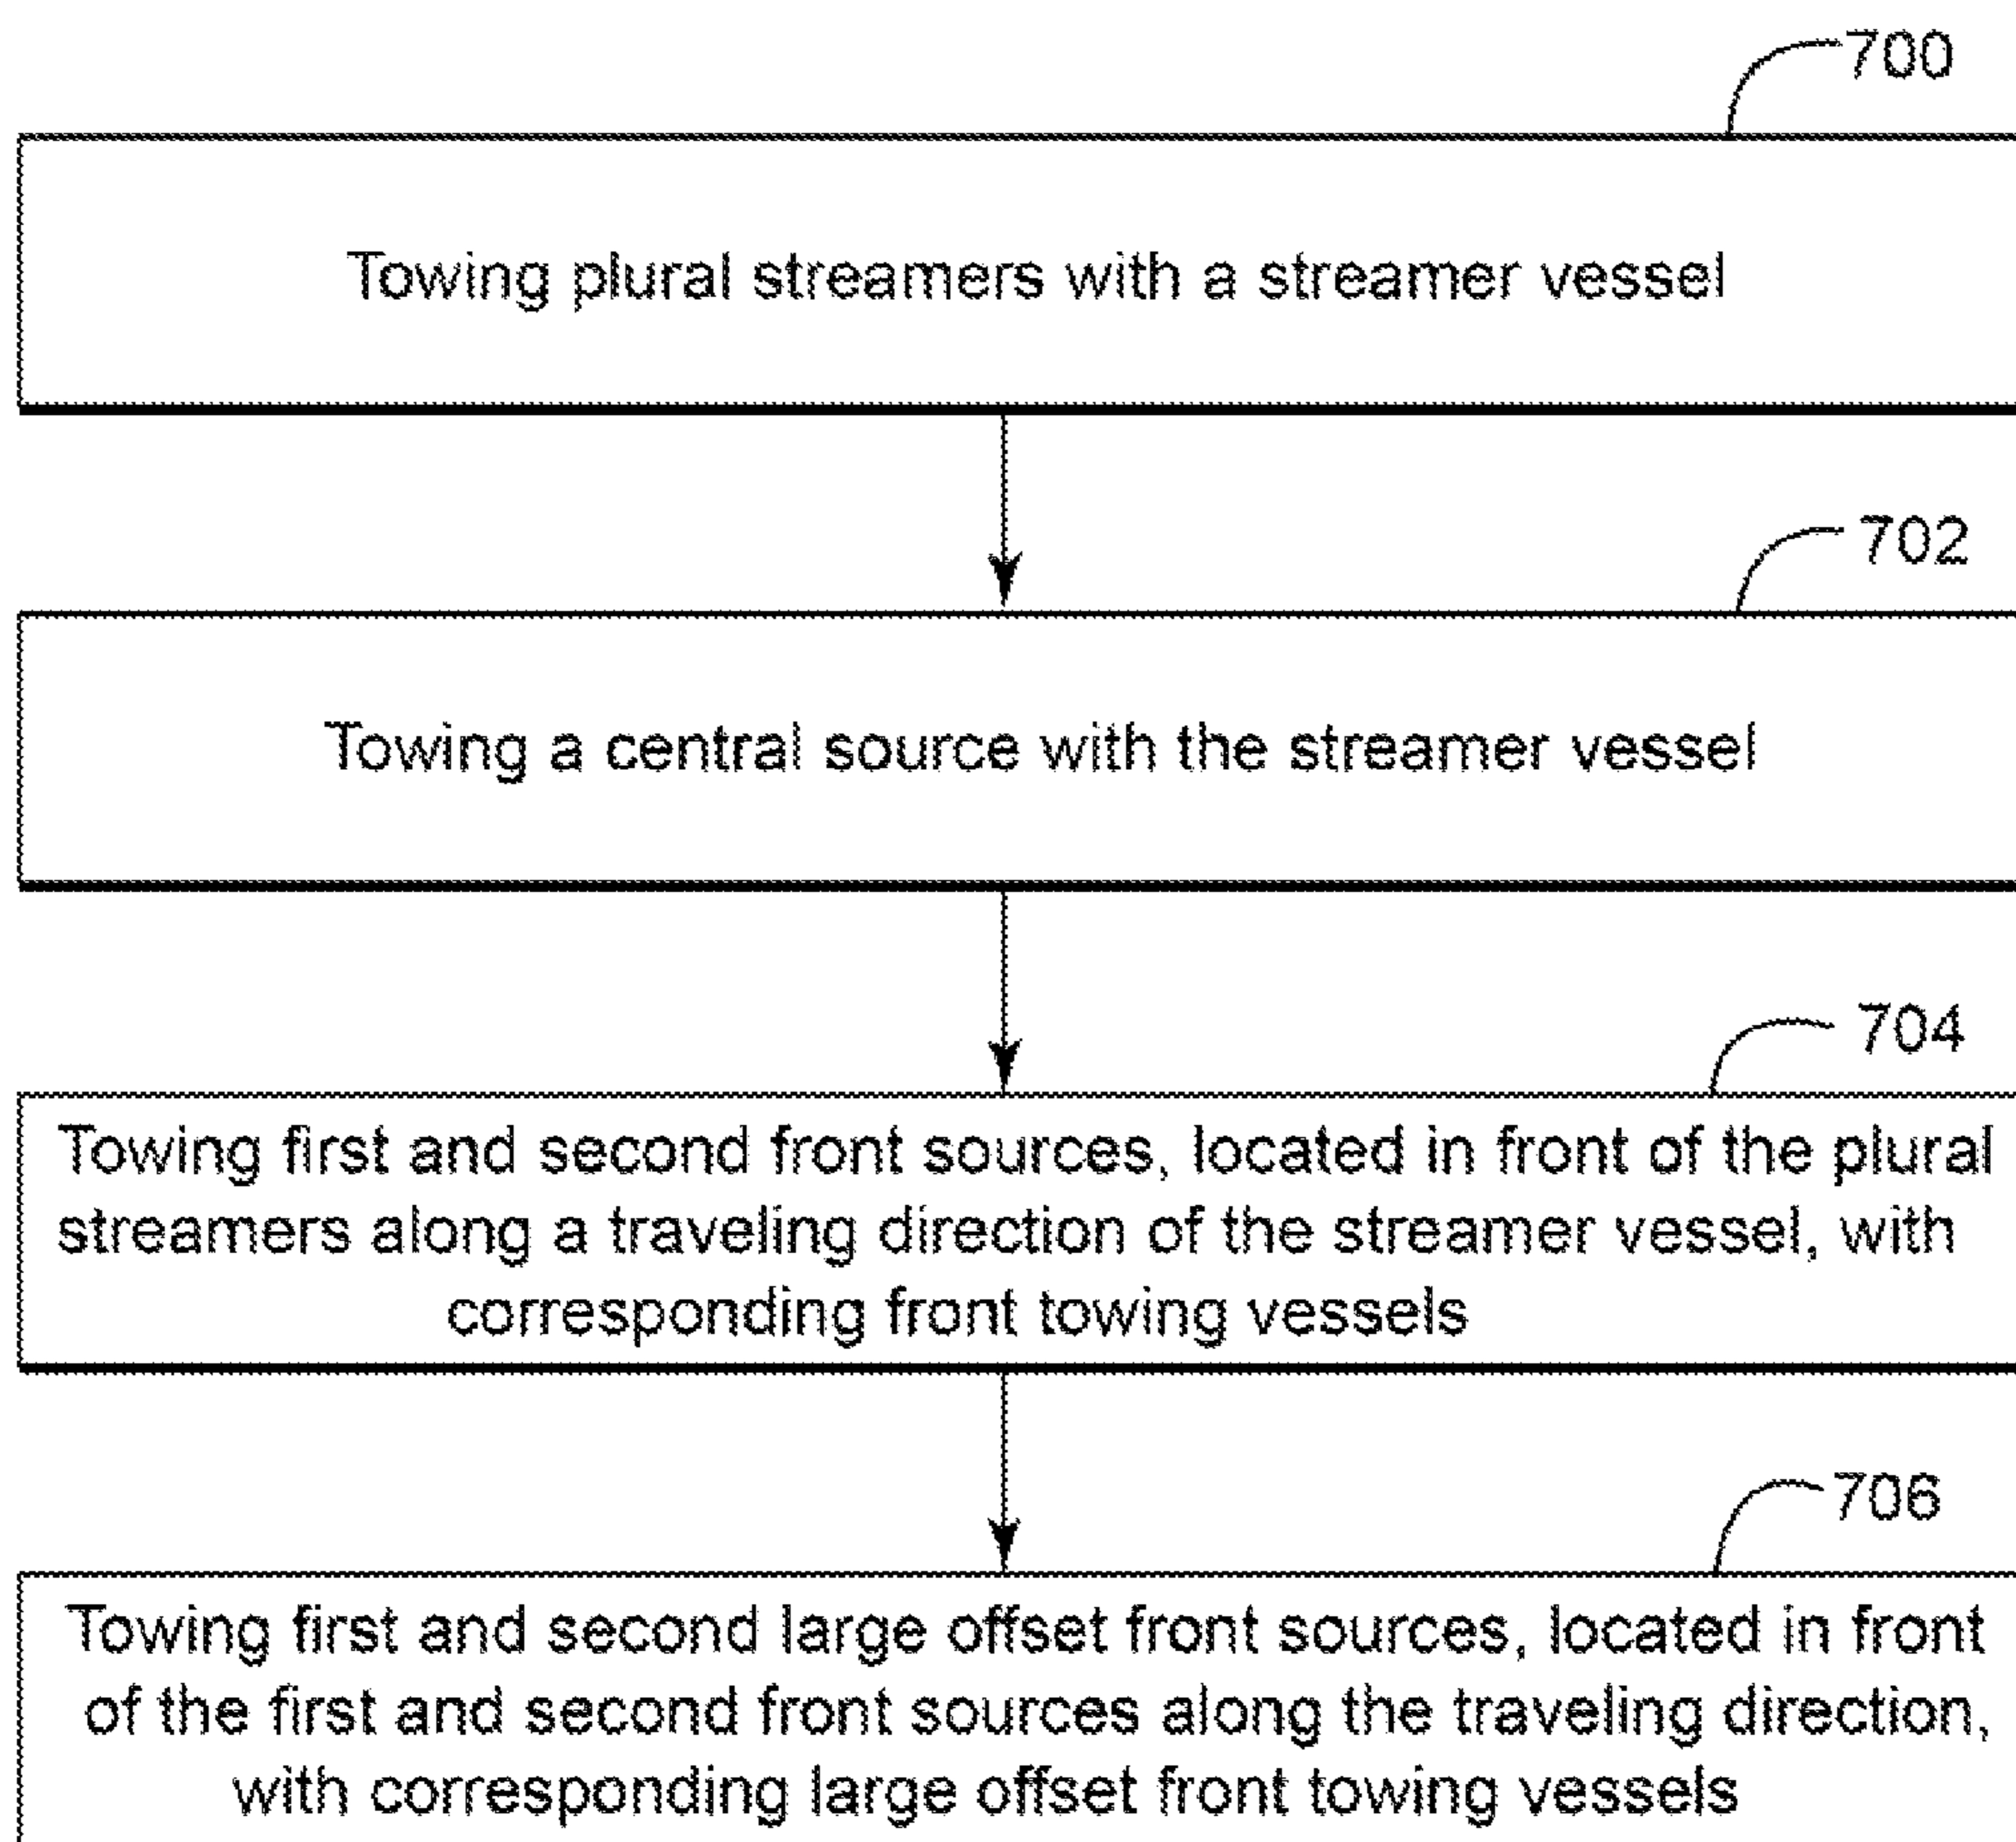 700
Towing plural streamers with a streamer vessel
702
Towing a central source with the streamer vessel
704
Towing first and second front sources, located in front of the plural
streamers along a traveling direction of the streamer vessel, with
corresponding front towing vessels
706
Towing first and second large offset front sources, located in front
of the first and second front sources along the traveling direction,
with corresponding large offset front towing vessels